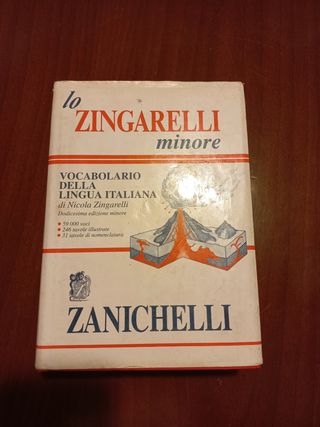 lo
ZINGARELLI
minore
VOCABOLARIO
DELLA
LINGUA ITALIANA
di Nicola Zingarelli
Dodicesima edizione minore
• 59 000 voci
• 246 tavole illustrate
• 31 tavole di nomenclatura
ZANICHELLI